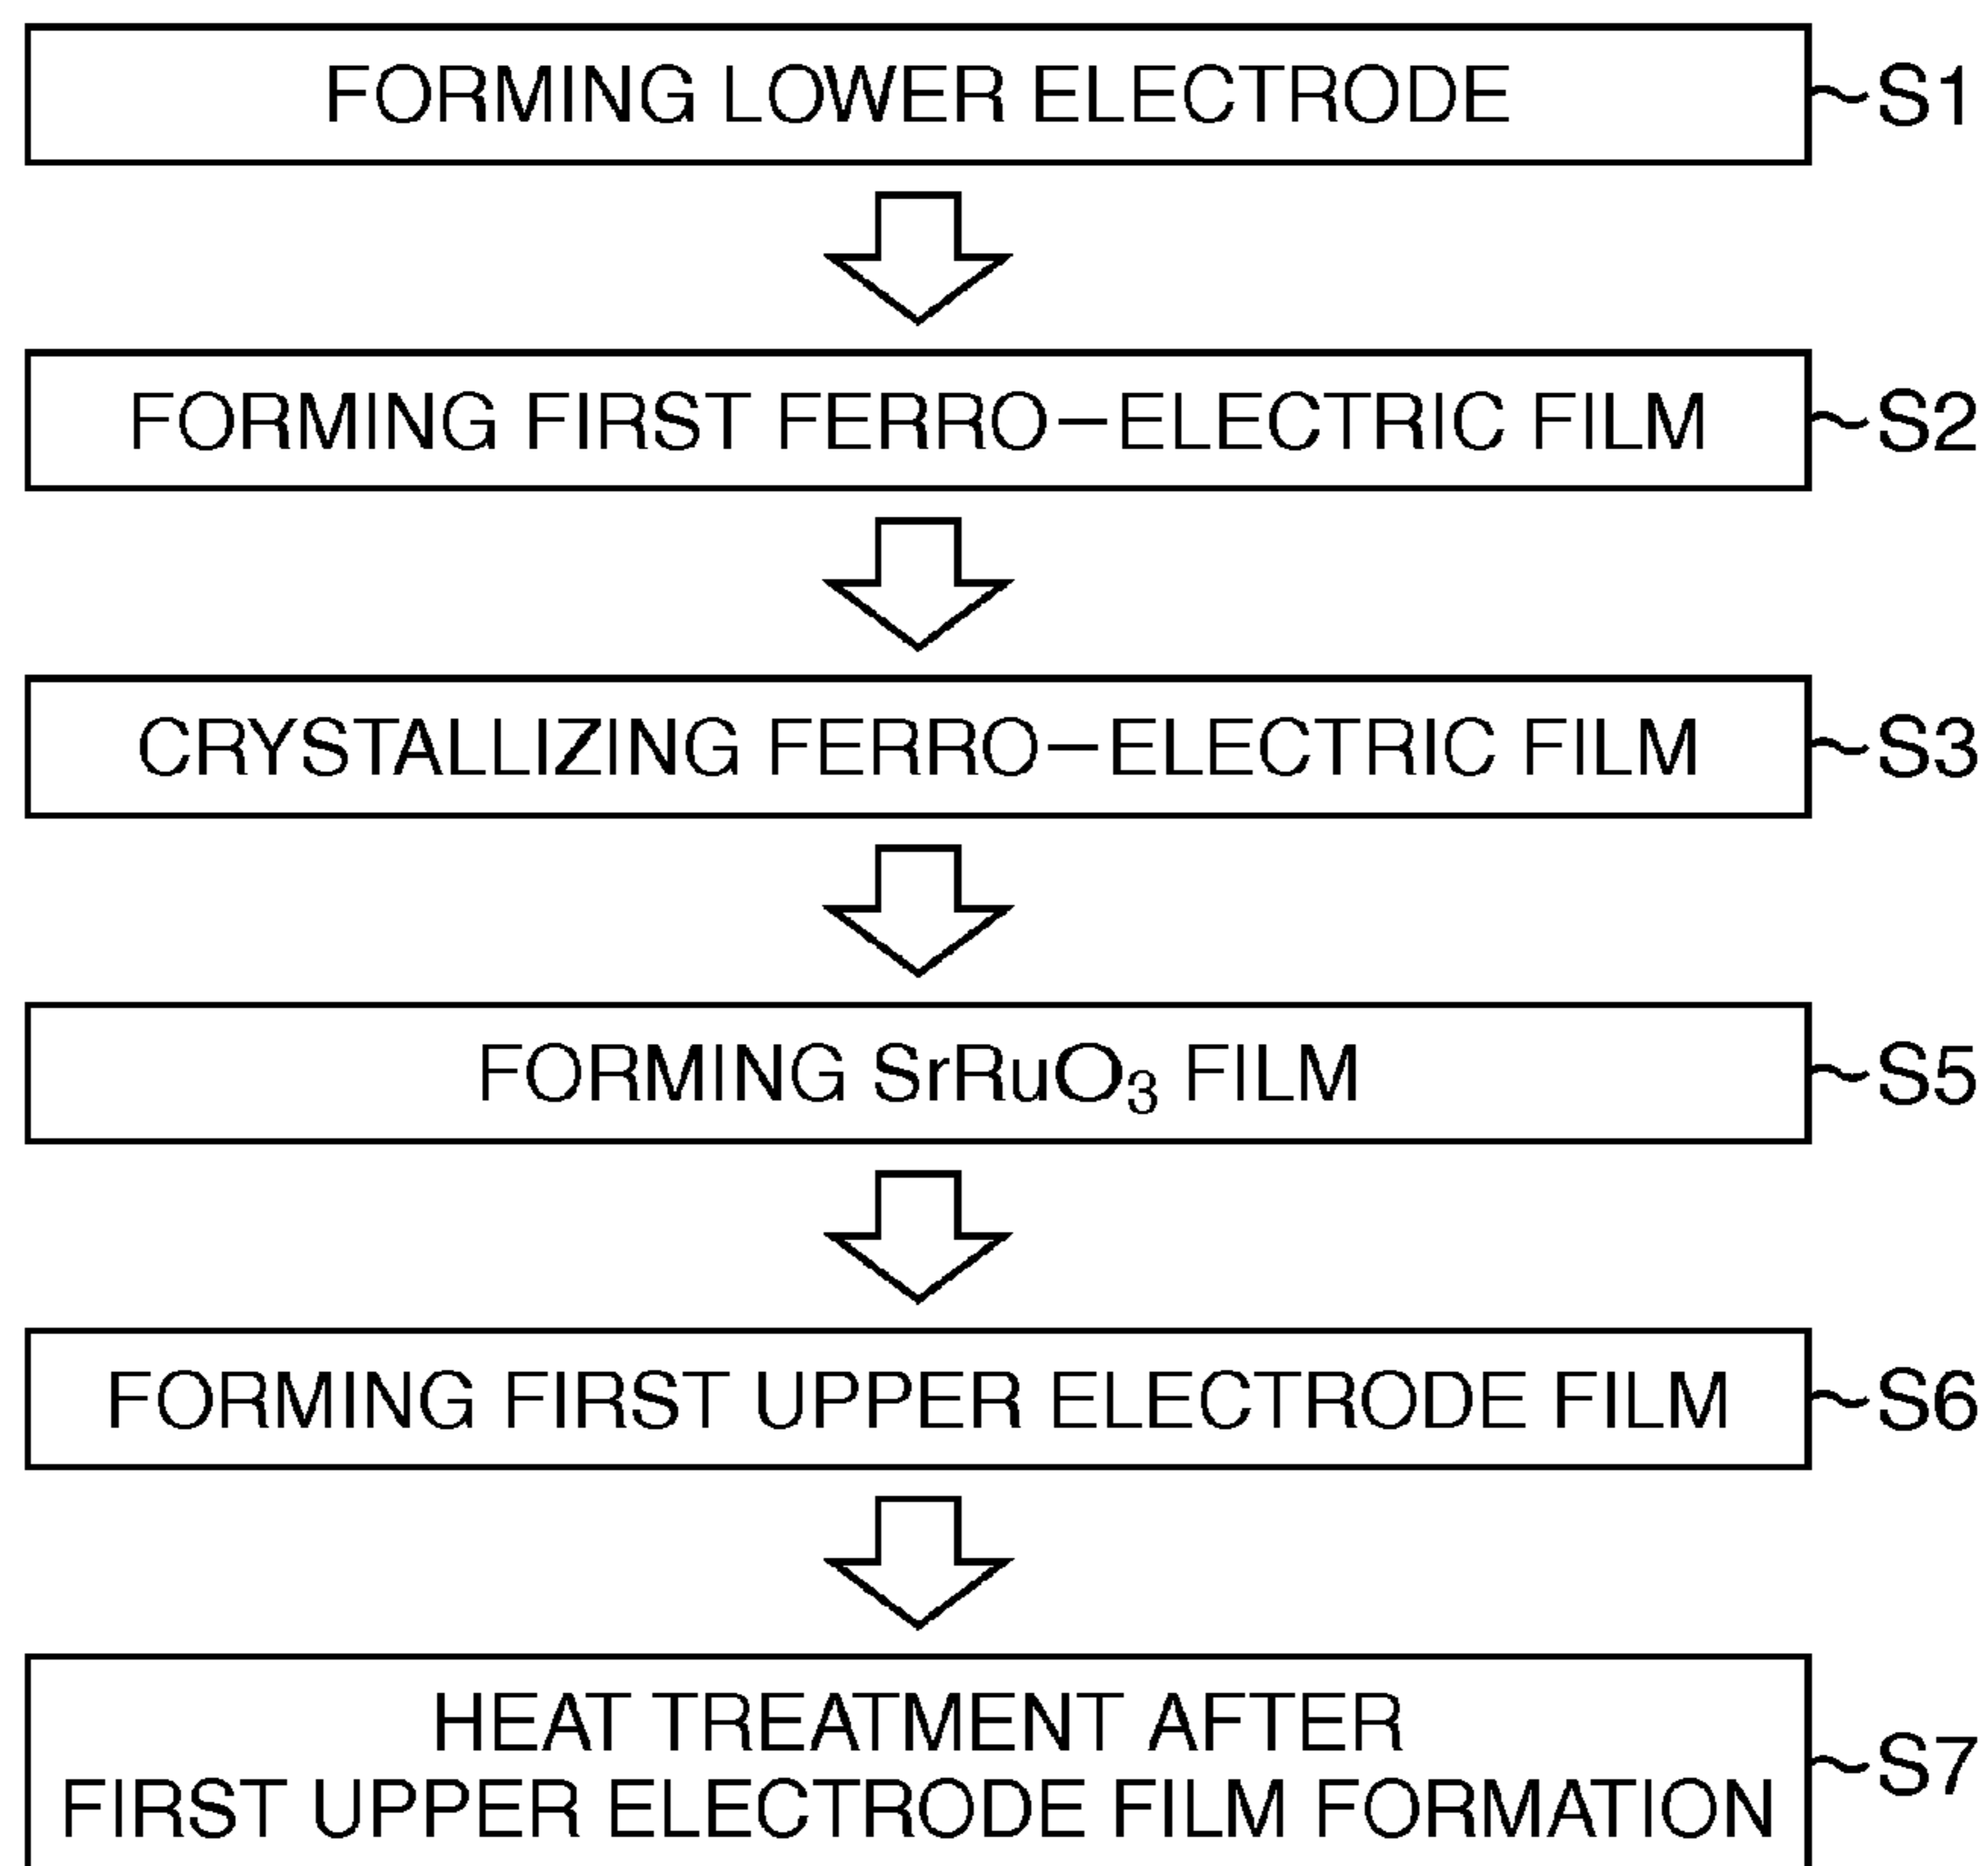 FORMING LOWER ELECTRODE ~S1
FORMING FIRST FERRO-ELECTRIC FILM ~S2
CRYSTALLIZING FERRO-ELECTRIC FILM ~S3
FORMING SrRuO₃ FILM ~S5
FORMING FIRST UPPER ELECTRODE FILM ~S6
HEAT TREATMENT AFTER
FIRST UPPER ELECTRODE FILM FORMATION ~S7